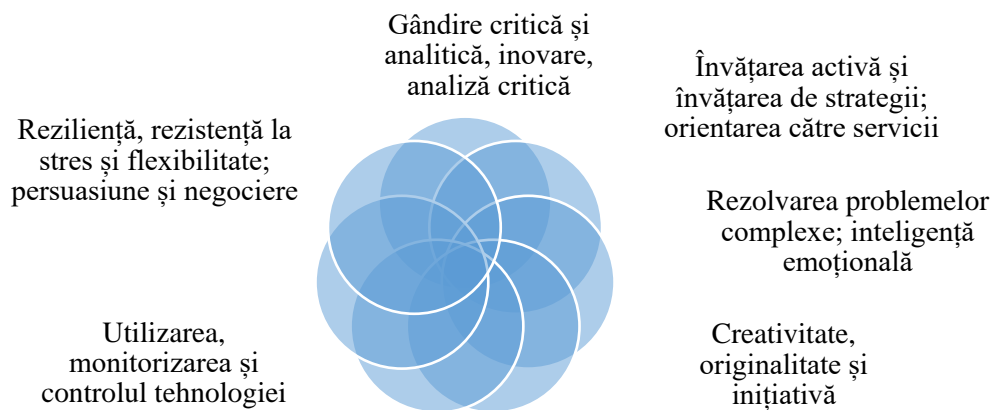 Gândire critică și
analitică, inovare,
analiză critică
Învățarea activă și
învățarea de strategii;
orientarea către servicii
Rezolvarea problemelor
complexe; inteligență
emoțională
Creativitate,
originalitate și
inițiativă
Utilizarea,
monitorizarea și
controlul tehnologiei
Reziliență, rezistență la
stres și flexibilitate;
persuasiune și negociere